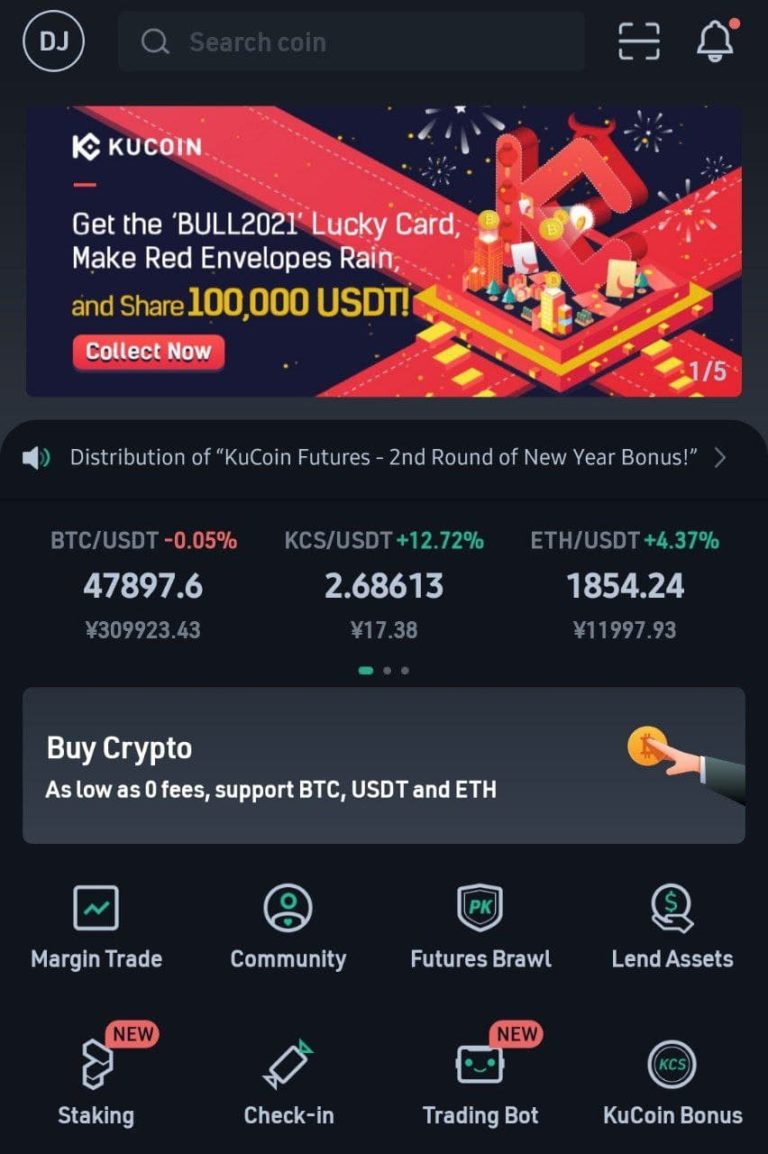 DJ
Search coin
KUCOIN
Get the ‘BULL2021’ Lucky Card,
Make Red Envelopes Rain,
and Share 100,000 USDT!
Collect Now
1/5
Distribution of “KuCoin Futures - 2nd Round of New Year Bonus!”
BTC/USDT -0.05% KCS/USDT +12.72% ETH/USDT +4.37%
47897.6 2.68613 1854.24
¥309923.43 ¥17.38 ¥11997.93
Buy Crypto
As low as 0 fees, support BTC, USDT and ETH
PK
Margin Trade Community Futures Brawl Lend Assets
NEW NEW
KCS
Staking Check-in Trading Bot KuCoin Bonus